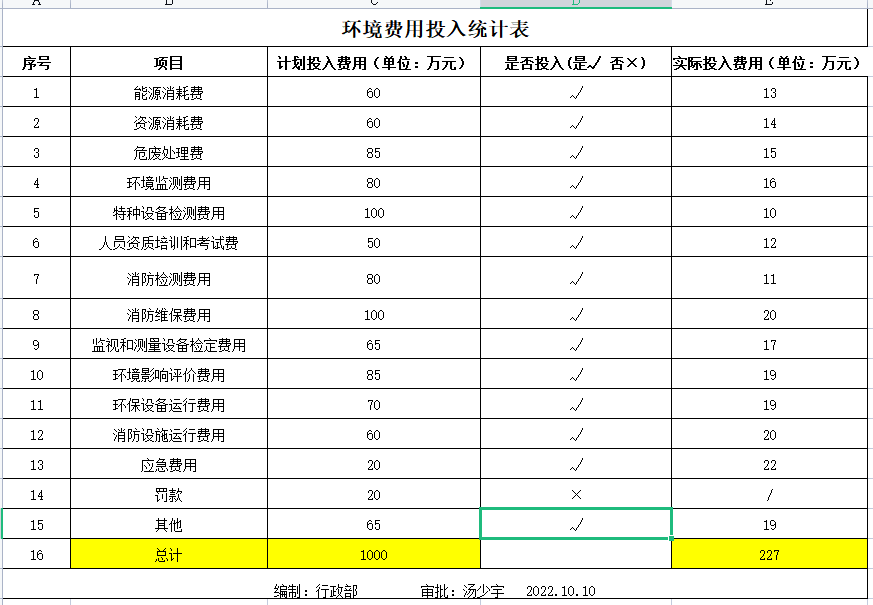 A B C D E
环境费用投入统计表
序号 项目 计划投入费用（单位：万元） 是否投入(是√ 否×) 实际投入费用（单位：万元）
1 能源消耗费 60 √ 13
2 资源消耗费 60 √ 14
3 危废处理费 85 √ 15
4 环境监测费用 80 √ 16
5 特种设备检测费用 100 √ 10
6 人员资质培训和考试费 50 √ 12
7 消防检测费用 80 √ 11
8 消防维保费用 100 √ 20
9 监视和测量设备检定费用 65 √ 17
10 环境影响评价费用 85 √ 19
11 环保设备运行费用 70 √ 19
12 消防设施运行费用 60 √ 20
13 应急费用 20 √ 22
14 罚款 20 × /
15 其他 65 √ 19
16 总计 1000 227
编制：行政部 审批：汤少宇 2022.10.10